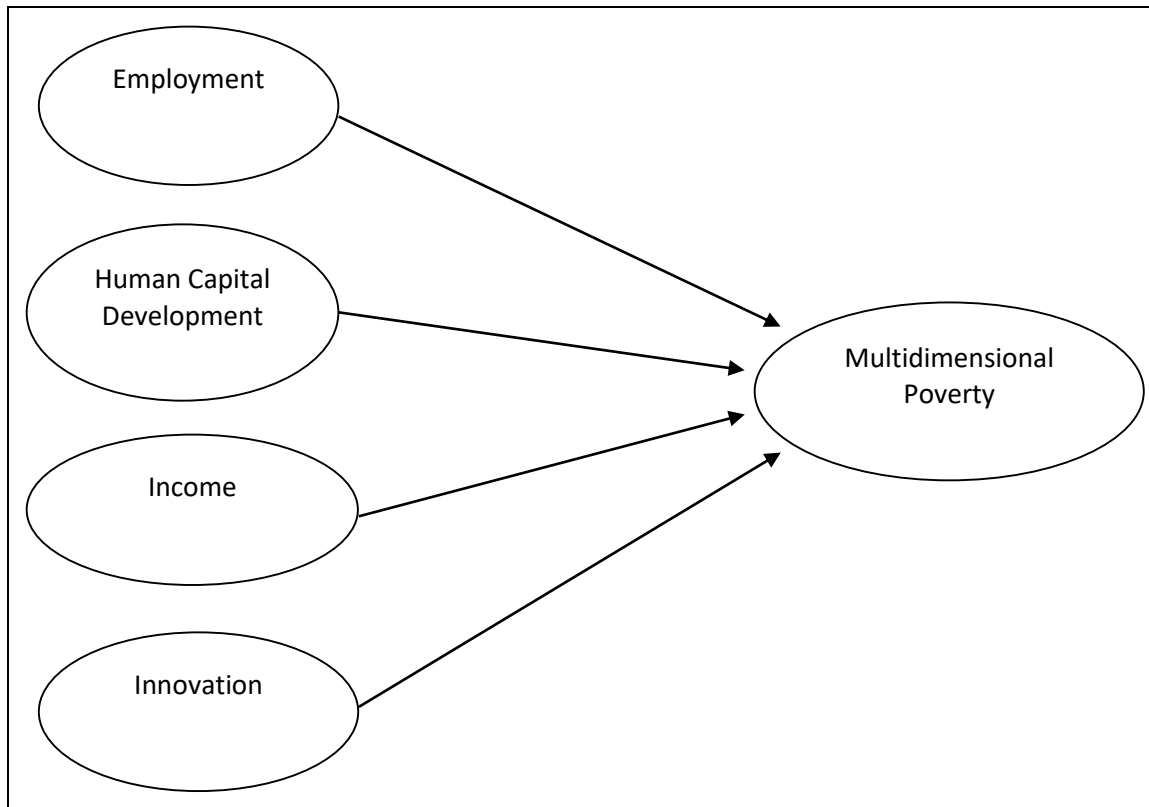 Employment
Human Capital
Development
Multidimensional
Poverty
Income
Innovation